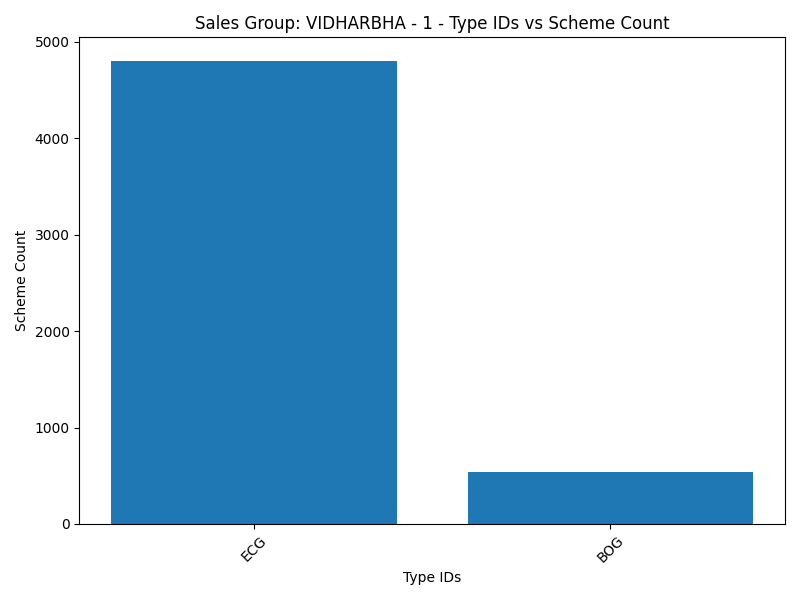 Sales Group: VIDHARBHA - 1 - Type IDs vs Scheme Count
5000
4000
3000
2000
1000
0
Scheme Count
ECG
BOG
Type IDs